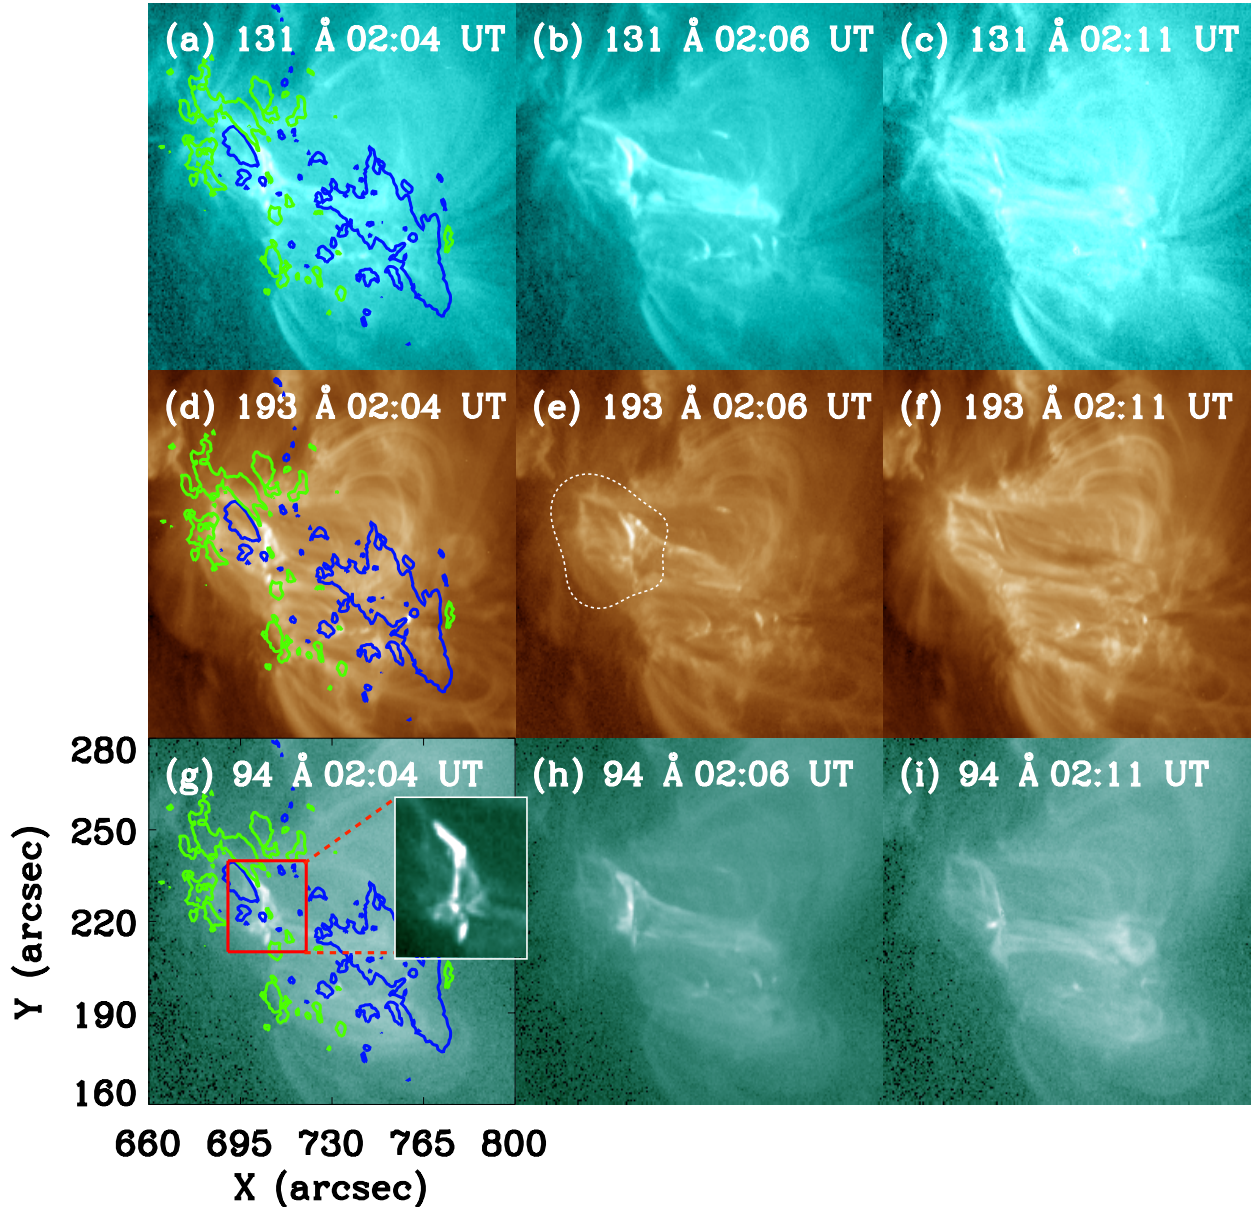 (a) 131 Å 02:04 UT
(b) 131 Å 02:06 UT
(c) 131 Å 02:11 UT
(d) 193 Å 02:04 UT
(e) 193 Å 02:06 UT
(f) 193 Å 02:11 UT
(g) 94 Å 02:04 UT
(h) 94 Å 02:06 UT
(i) 94 Å 02:11 UT
280
250
220
190
160
Y (arcsec)
660 695 730 765 800
X (arcsec)